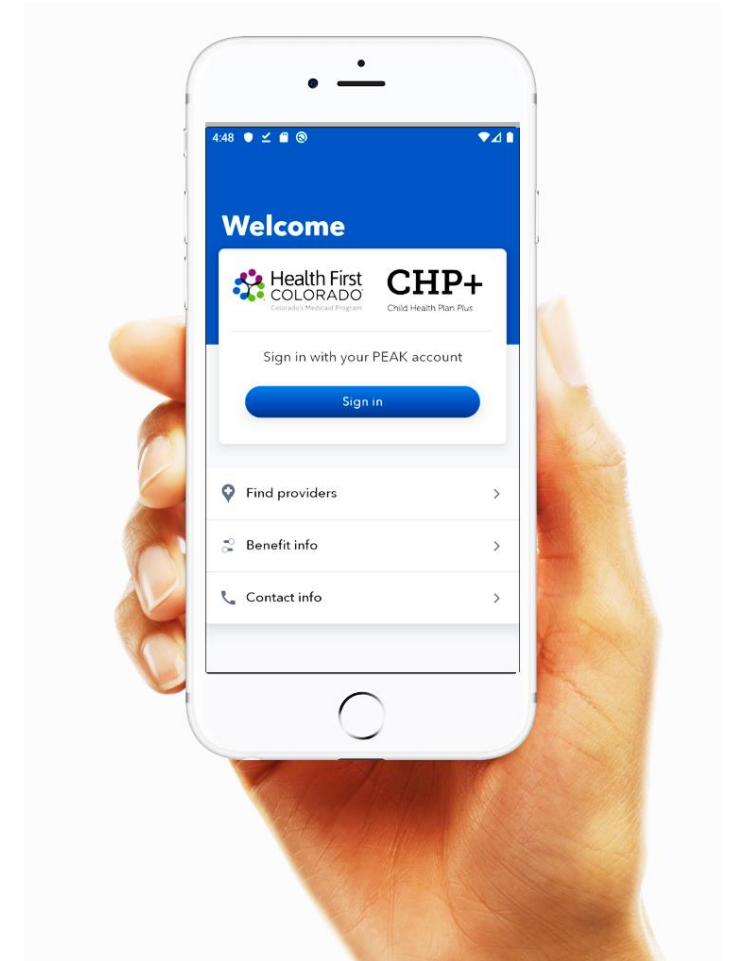 4:48
Welcome
Health First
COLORADO
Colorado's Medicaid Program
CHP+
Child Health Plan Plus
Sign in with your PEAK account
Sign in
Find providers
Benefit info
Contact info